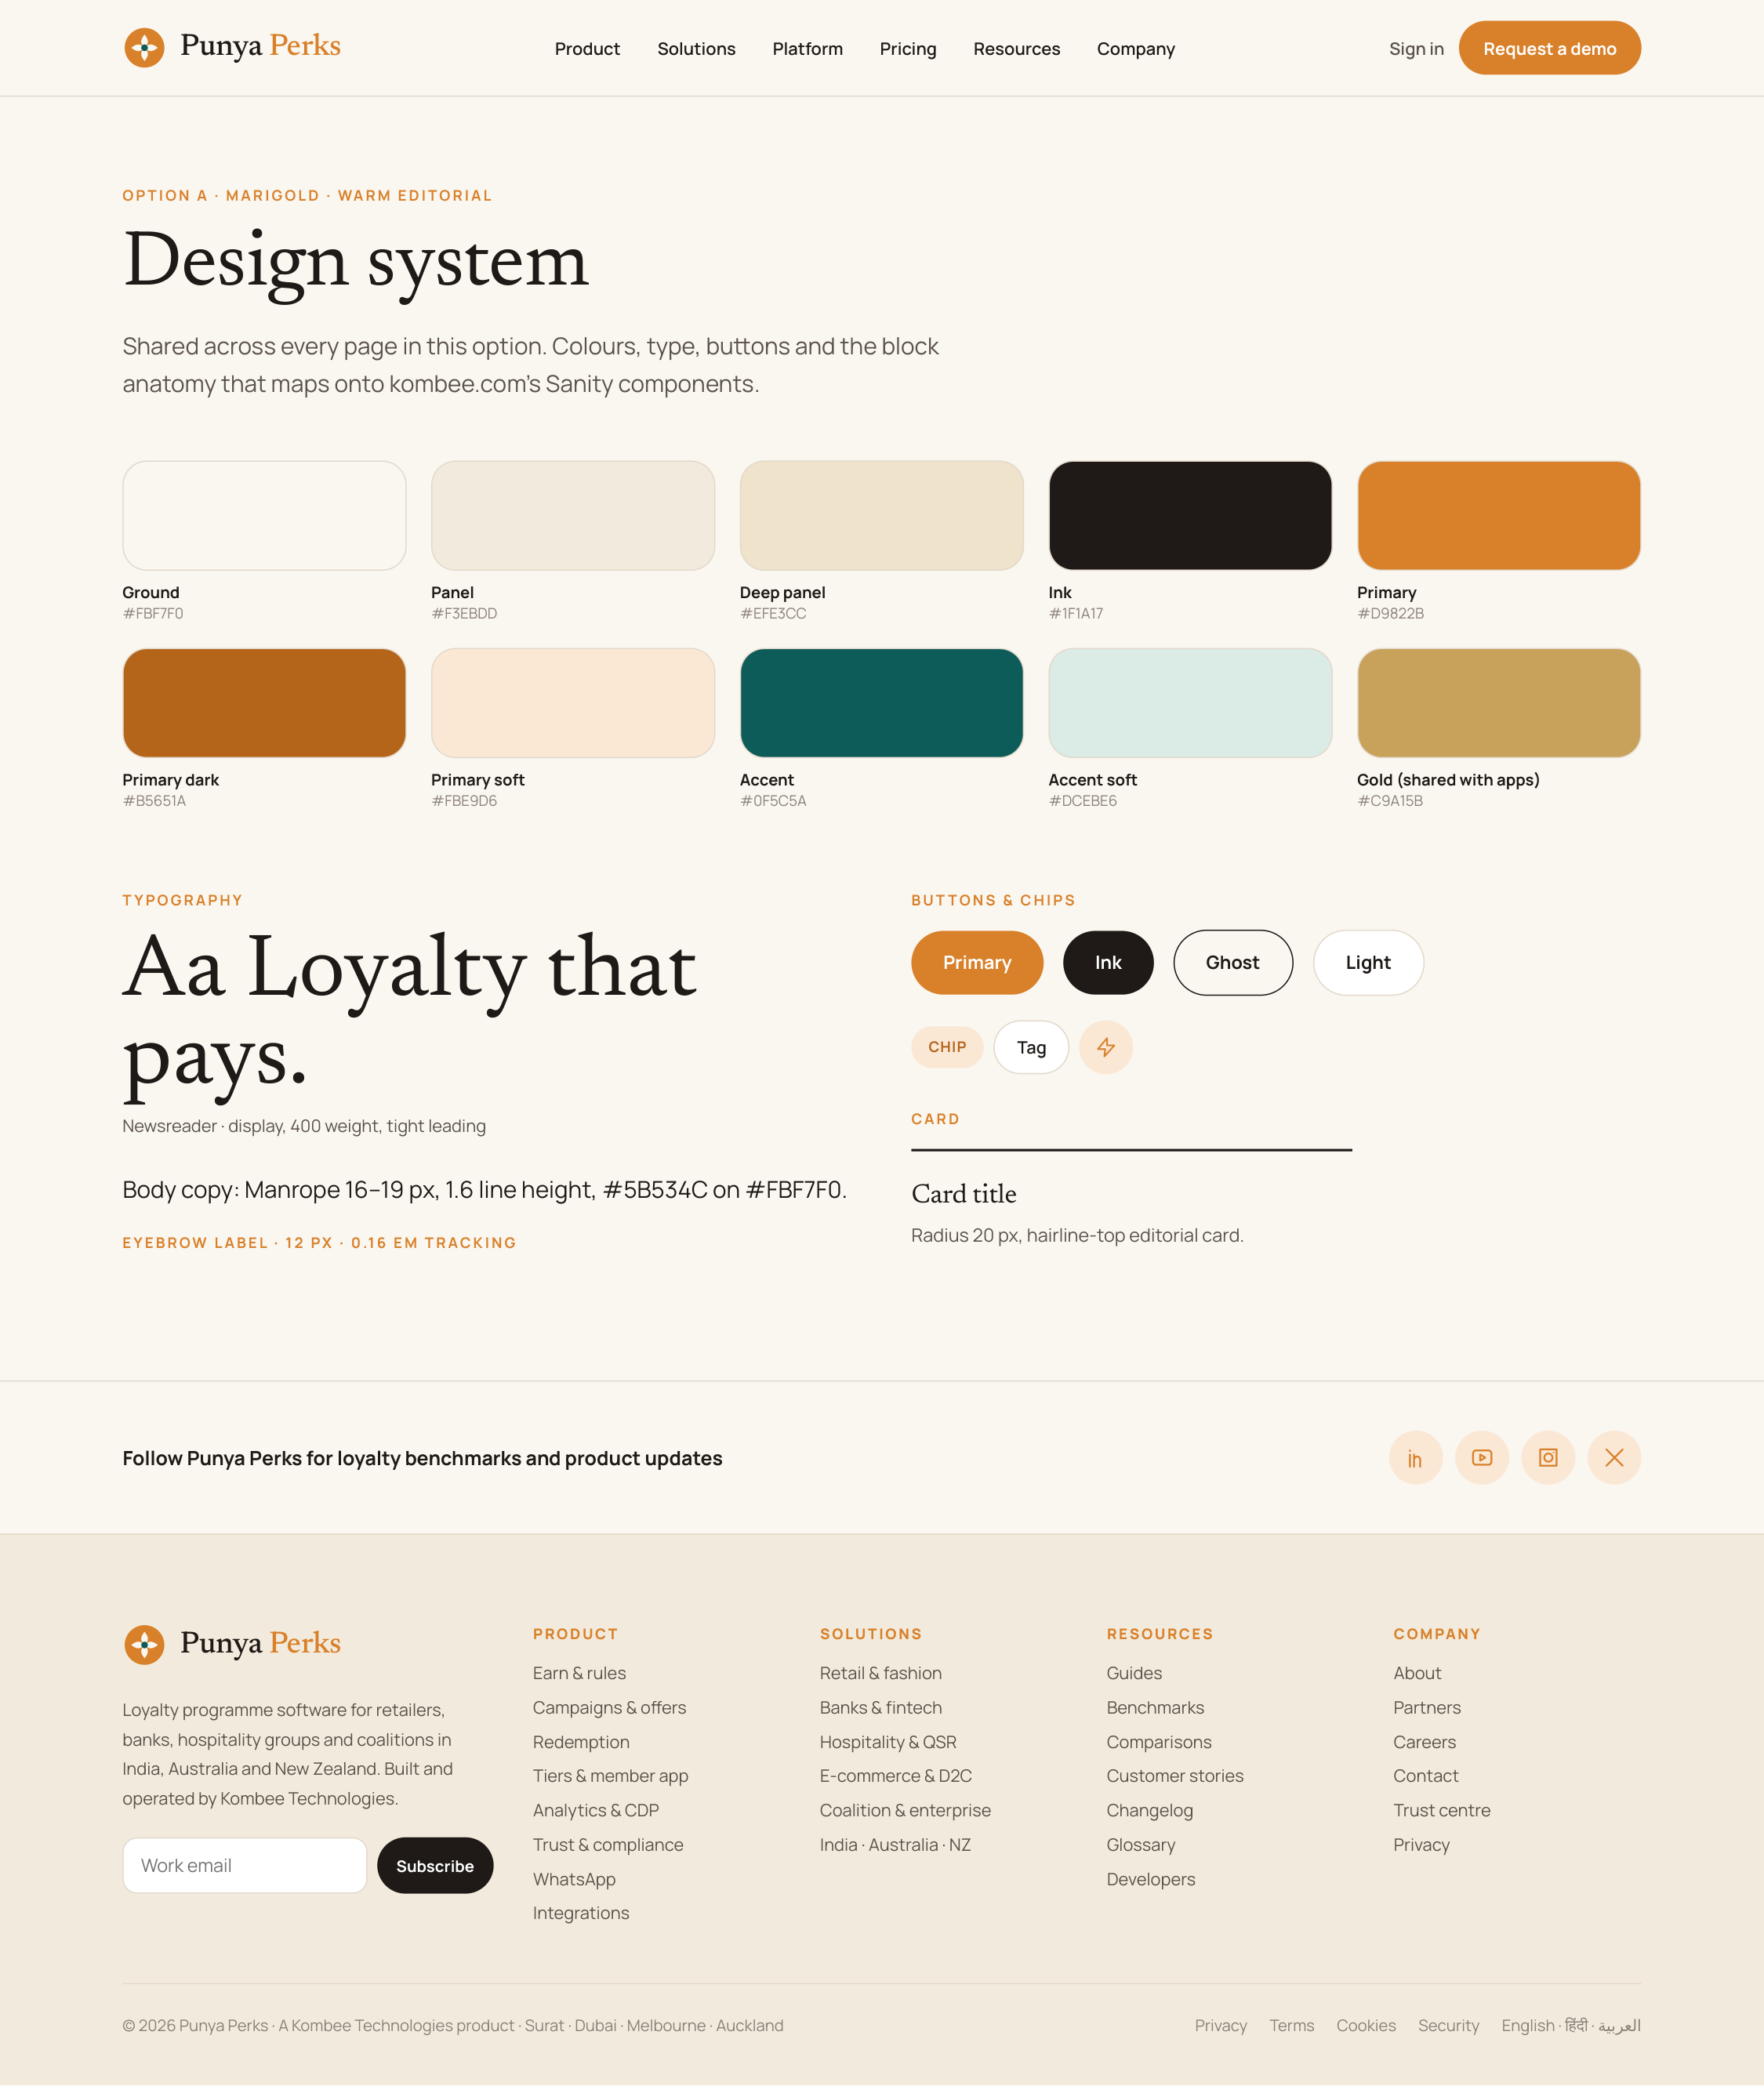 Punya Perks
Product Solutions Platform Pricing Resources Company
Sign in Request a demo
OPTION A · MARIGOLD · WARM EDITORIAL
Design system
Shared across every page in this option. Colours, type, buttons and the block
anatomy that maps onto kombee.com's Sanity components.
Ground Panel Deep panel Ink Primary
#FBF7F0 #F3EBDD #EFE3CC #1F1A17 #D9822B
Primary dark Primary soft Accent Accent soft Gold (shared with apps)
#B5651A #FBE9D6 #0F5C5A #DCEBE6 #C9A15B
TYPOGRAPHY
Aa Loyalty that
pays.
Newsreader · display, 400 weight, tight leading
Body copy: Manrope 16–19 px, 1.6 line height, #5B534C on #FBF7F0.
EYEBROW LABEL · 12 PX · 0.16 EM TRACKING
BUTTONS & CHIPS
Primary Ink Ghost Light
CHIP Tag
CARD
Card title
Radius 20 px, hairline-top editorial card.
Follow Punya Perks for loyalty benchmarks and product updates
in
Punya Perks
Loyalty programme software for retailers,
banks, hospitality groups and coalitions in
India, Australia and New Zealand. Built and
operated by Kombee Technologies.
Work email Subscribe
PRODUCT
Earn & rules
Campaigns & offers
Redemption
Tiers & member app
Analytics & CDP
Trust & compliance
WhatsApp
Integrations
SOLUTIONS
Retail & fashion
Banks & fintech
Hospitality & QSR
E-commerce & D2C
Coalition & enterprise
India · Australia · NZ
RESOURCES
Guides
Benchmarks
Comparisons
Customer stories
Changelog
Glossary
Developers
COMPANY
About
Partners
Careers
Contact
Trust centre
Privacy
© 2026 Punya Perks · A Kombee Technologies product · Surat · Dubai · Melbourne · Auckland
Privacy Terms Cookies Security English · हिंदी · العربية